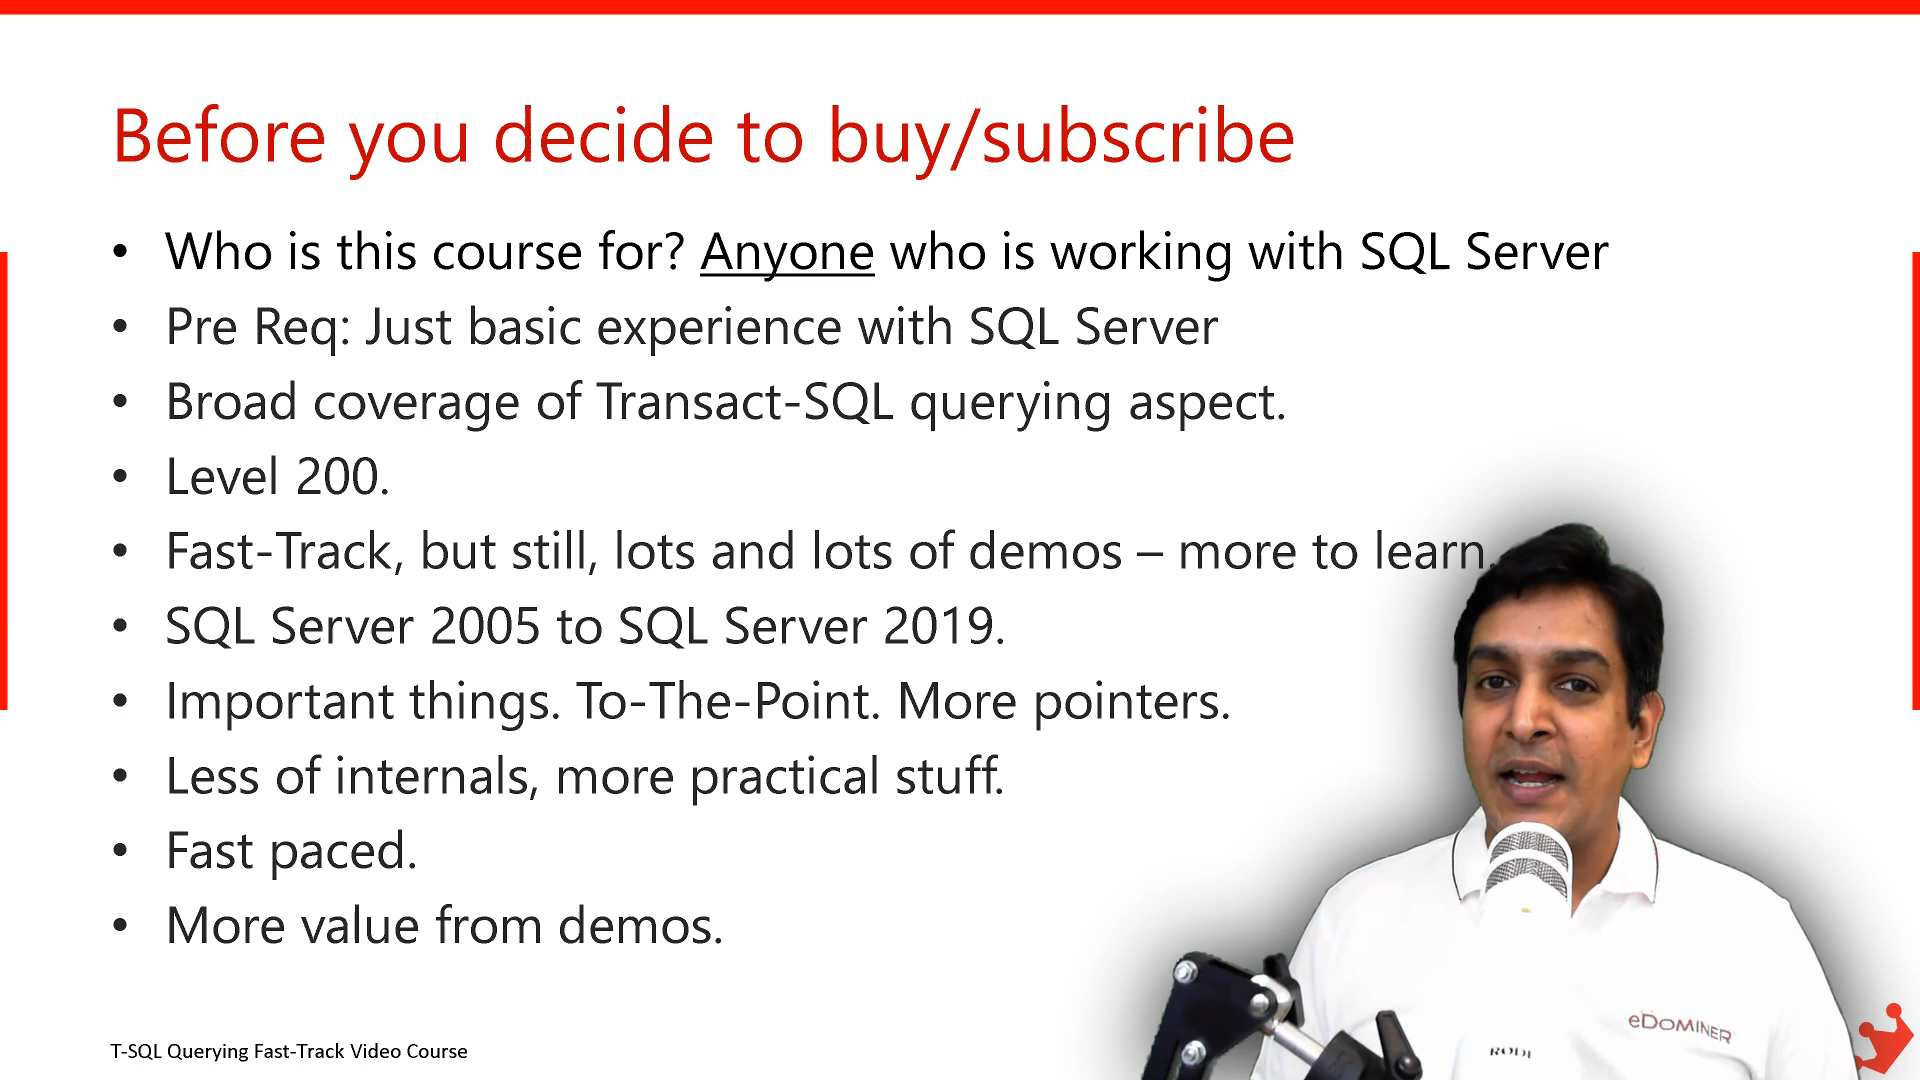 Before you decide to buy/subscribe
• Who is this course for? Anyone who is working with SQL Server
• Pre Req: Just basic experience with SQL Server
• Broad coverage of Transact-SQL querying aspect.
• Level 200.
• Fast-Track, but still, lots and lots of demos – more to learn.
• SQL Server 2005 to SQL Server 2019.
• Important things. To-The-Point. More pointers.
• Less of internals, more practical stuff.
• Fast paced.
• More value from demos.
eDOMINER
T-SQL Querying Fast-Track Video Course